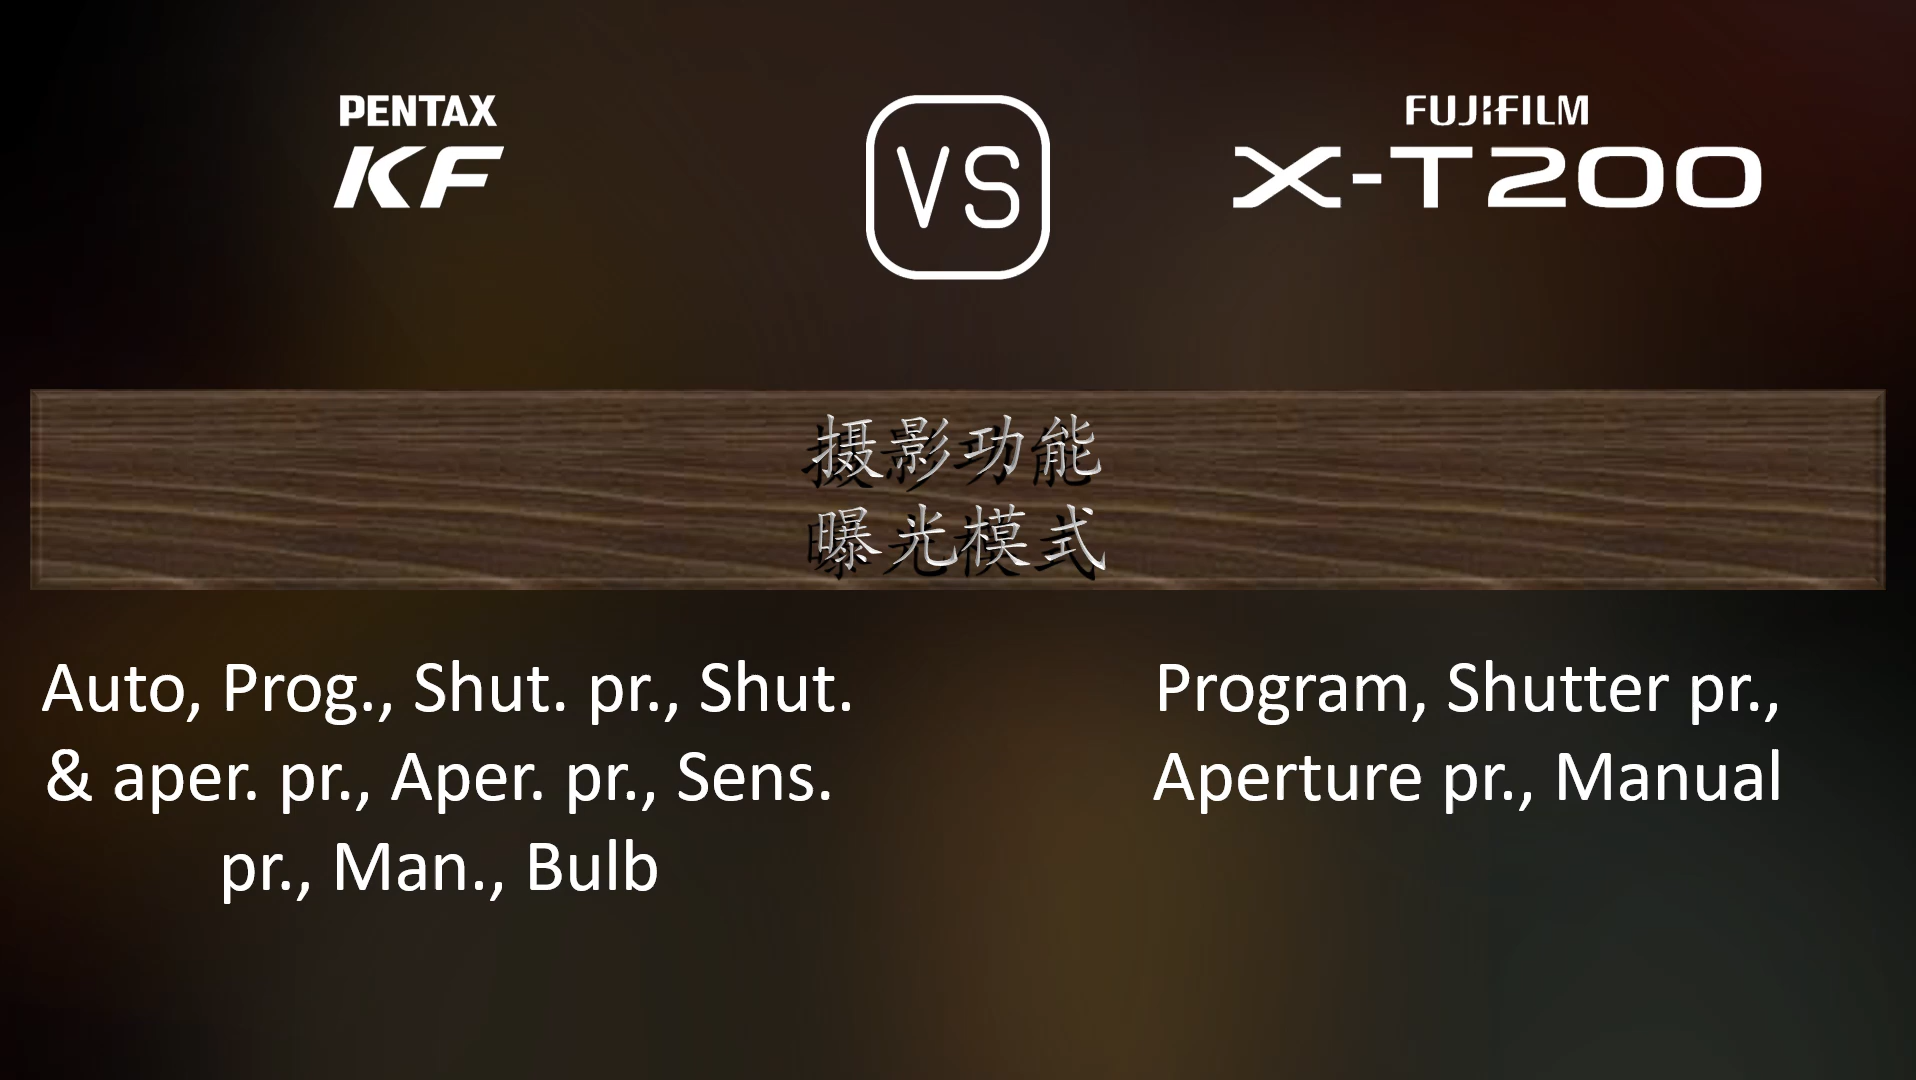 PENTAX
KF
VS
FUJIFILM
X-T200
摄影功能
曝光模式
Auto, Prog., Shut. pr., Shut.
& aper. pr., Aper. pr., Sens.
pr., Man., Bulb
Program, Shutter pr.,
Aperture pr., Manual